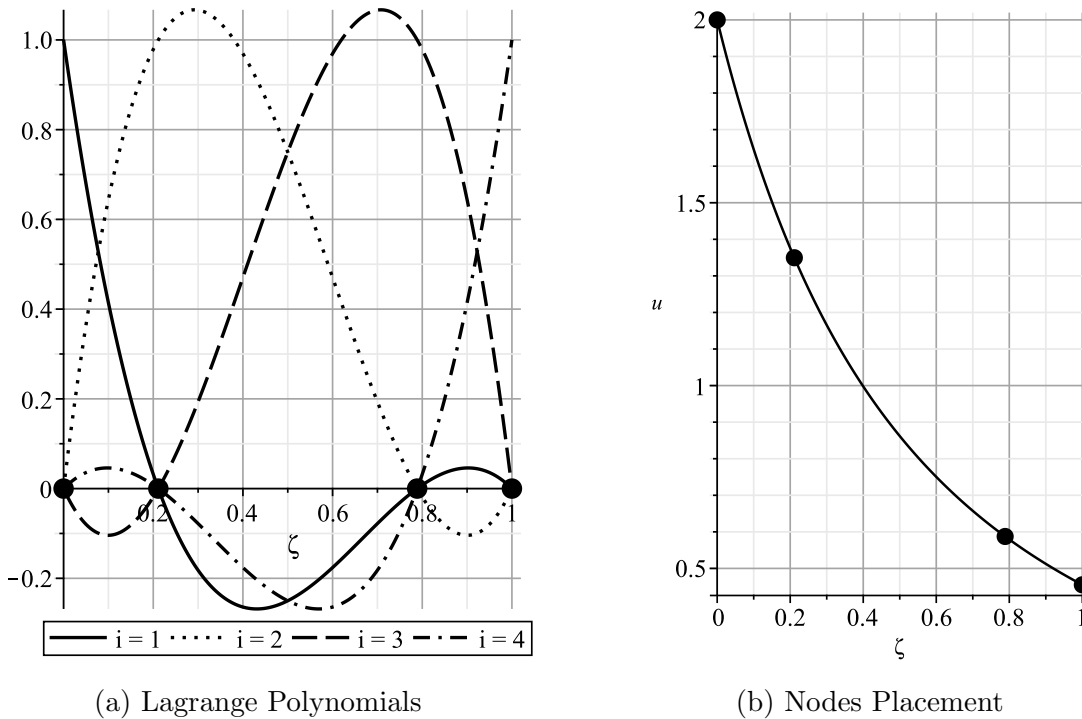 1.0
0.8
0.6
0.4
0.2
0
0.2 0.4 0.6 0.8 1
ζ
−0.2
i = 1 i = 2 i = 3 i = 4
(a) Lagrange Polynomials
2
1.5
u
1
0.5
0 0.2 0.4 0.6 0.8 1
ζ
(b) Nodes Placement